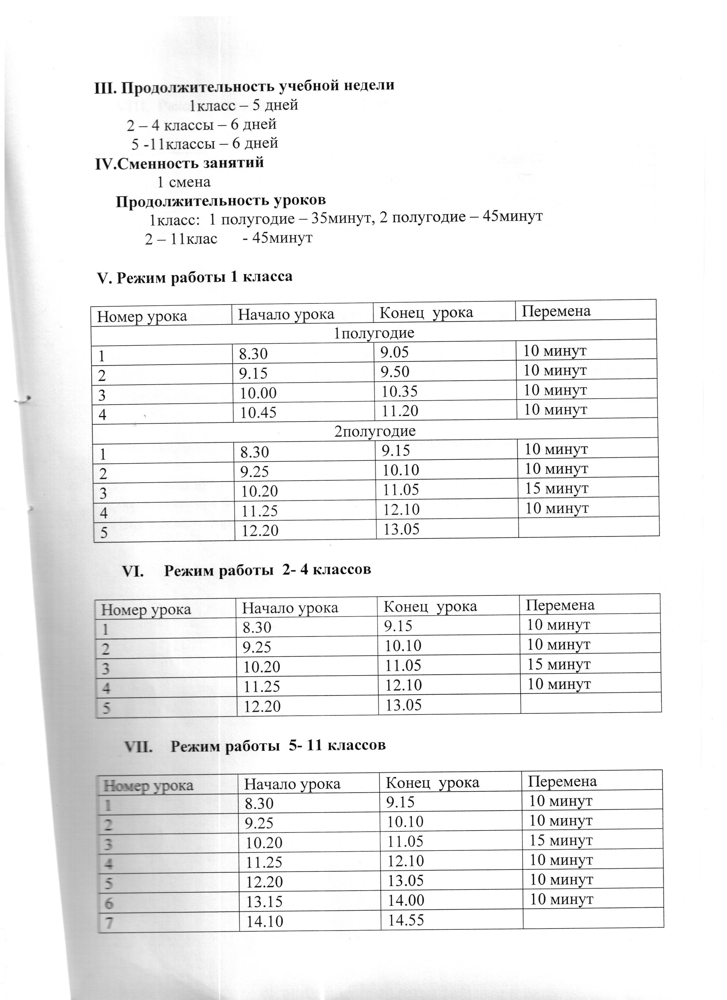 III. Продолжительность учебной недели
1класс – 5 дней
2 – 4 классы – 6 дней
5 -11классы – 6 дней
IV.Сменность занятий
1 смена
Продолжительность уроков
1класс: 1 полугодие – 35минут, 2 полугодие – 45минут
2 – 11клас - 45минут
V. Режим работы 1 класса
Номер урока Начало урока Конец урока Перемена
1полугодие
1 8.30 9.05 10 минут
2 9.15 9.50 10 минут
3 10.00 10.35 10 минут
4 10.45 11.20 10 минут
2полугодие
1 8.30 9.15 10 минут
2 9.25 10.10 10 минут
3 10.20 11.05 15 минут
4 11.25 12.10 10 минут
5 12.20 13.05
VI. Режим работы 2- 4 классов
Номер урока Начало урока Конец урока Перемена
1 8.30 9.15 10 минут
2 9.25 10.10 10 минут
3 10.20 11.05 15 минут
4 11.25 12.10 10 минут
5 12.20 13.05
VII. Режим работы 5- 11 классов
Номер урока Начало урока Конец урока Перемена
1 8.30 9.15 10 минут
2 9.25 10.10 10 минут
3 10.20 11.05 15 минут
4 11.25 12.10 10 минут
5 12.20 13.05 10 минут
6 13.15 14.00 10 минут
7 14.10 14.55